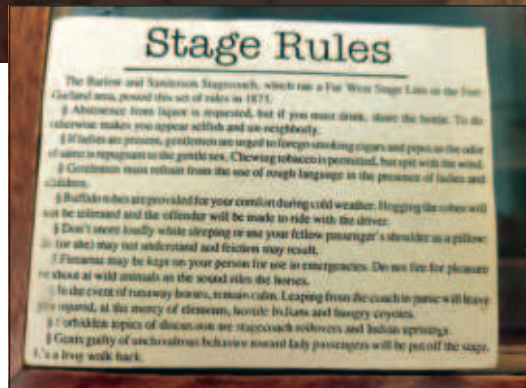 Stage Rules
The Barlow and Sanderson Stagecoach, which ran a Far West Stage Line in the Fort
Garland area, posted this set of rules in 1871.
§ Abstinence from liquor is requested, but if you must drink, share the bottle. To do
otherwise makes you appear selfish and un-neighborly.
§ If ladies are present, gentlemen are urged to forego smoking cigars and pipes as the odor
of same is repugnant to the gentle sex. Chewing tobacco is permitted, but spit with the wind.
§ Gentlemen must refrain from the use of rough language in the presence of ladies and
children.
§ Buffalo robes are provided for your comfort during cold weather. Hogging the robes will
not be tolerated and the offender will be made to ride with the driver.
§ Don't snore loudly while sleeping or use your fellow passenger's shoulder as a pillow;
(or she) may not understand and friction may result.
Firearms may be kept on your person for use in emergencies. Do not fire for pleasure
or shoot at wild animals as the sound riles the horses.
In the event of runaway horses, remain calm. Leaping from the coach in panic will leave
you injured, at the mercy of elements, hostile Indians and hungry coyotes.
§ Forbidden topics of discussion are stagecoach robberies and Indian uprisings.
§ Gents guilty of unchivalrous behavior toward lady passengers will be put off the stage.
It's a long walk back.